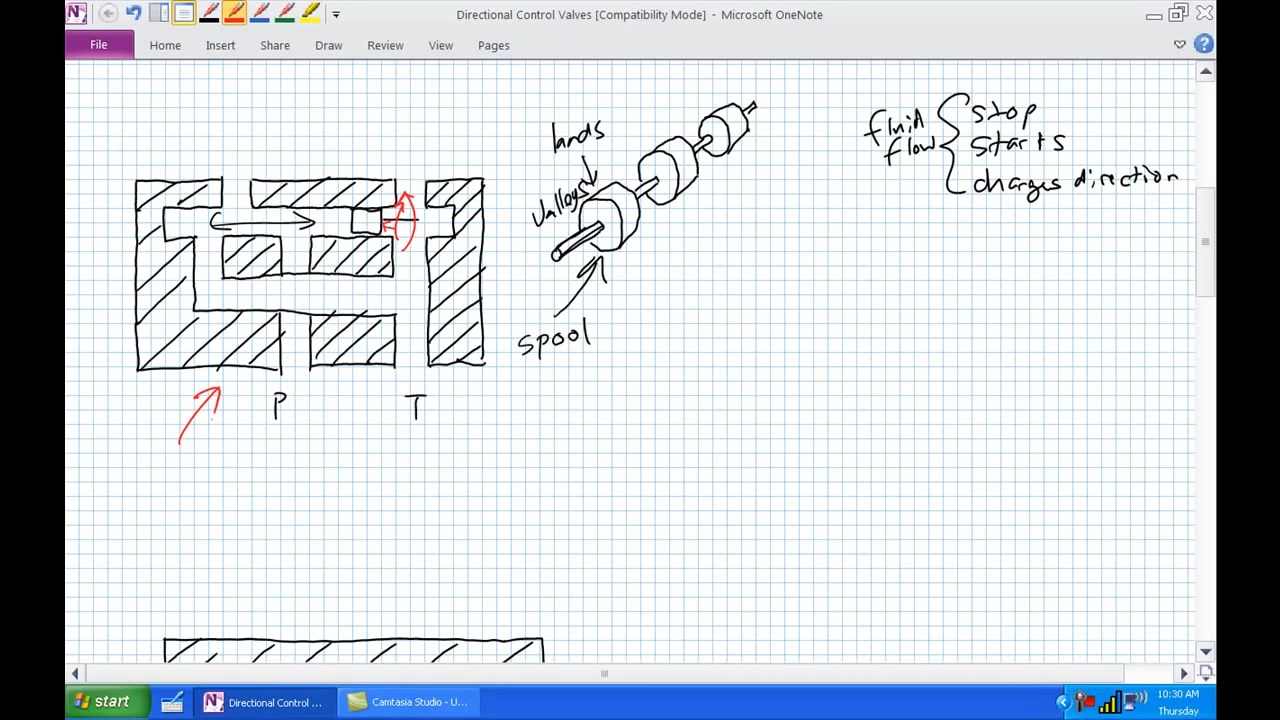 Directional Control Valves [Compatibility Mode] - Microsoft OneNote
File Home Insert Share Draw Review View Pages
lands
valleys
spool
fluid
flow
stop
starts
changes direction
P T
start
Directional Control ...
Camtasia Studio - U...
10:30 AM
Thursday